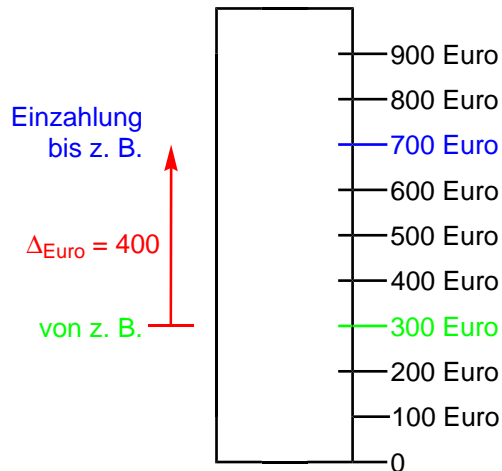 Einzahlung
bis z. B.
Δ_Euro = 400
von z. B.
900 Euro
800 Euro
700 Euro
600 Euro
500 Euro
400 Euro
300 Euro
200 Euro
100 Euro
0